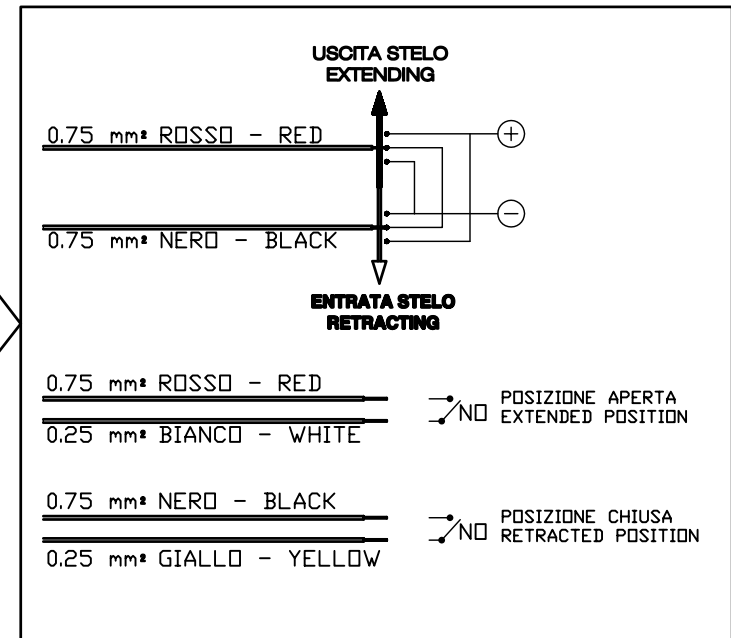 USCITA STELO
EXTENDING
0.75 mm² ROSSO - RED
+
-
0.75 mm² NERO - BLACK
ENTRATA STELO
RETRACTING
0.75 mm² ROSSO - RED
0.25 mm² BIANCO - WHITE
NO
POSIZIONE APERTA
EXTENDED POSITION
0.75 mm² NERO - BLACK
0.25 mm² GIALLO - YELLOW
NO
POSIZIONE CHIUSA
RETRACTED POSITION